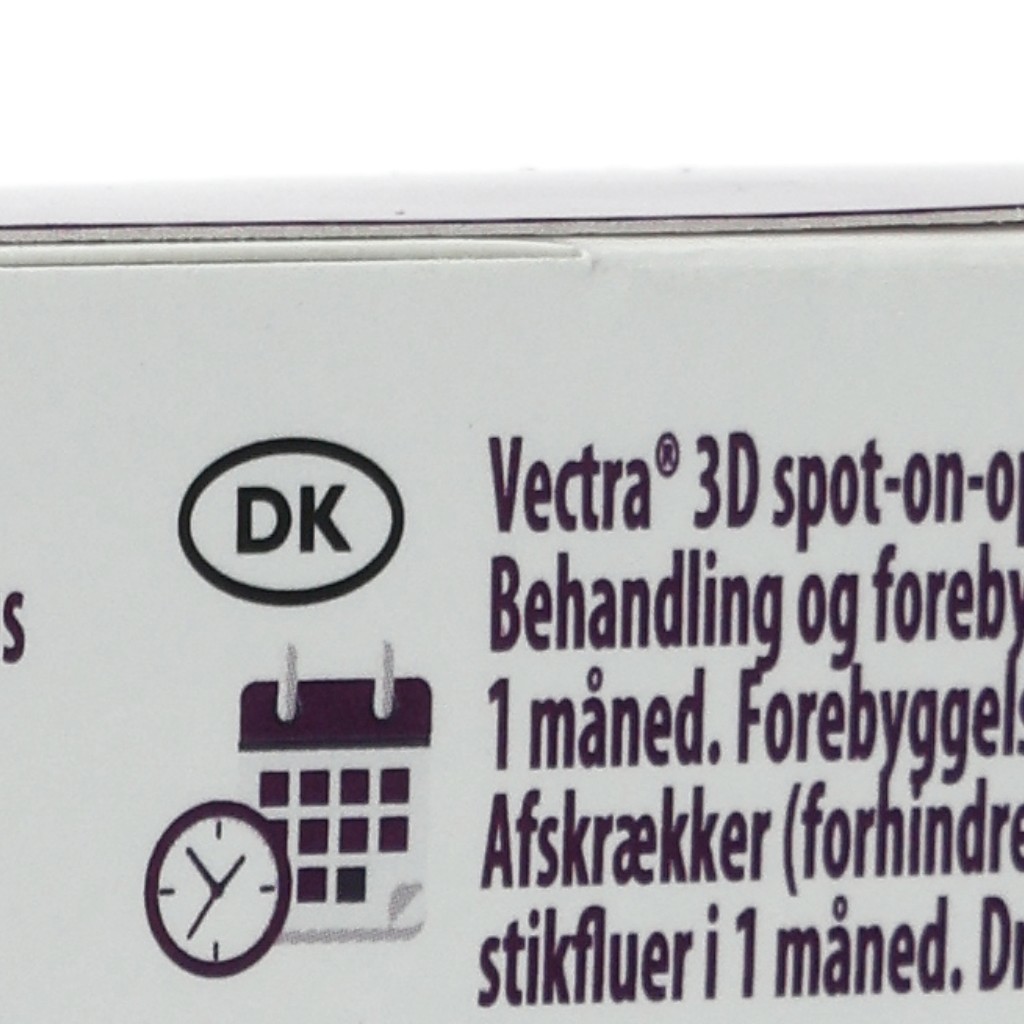 DK
Vectra® 3D spot-on-op
Behandling og foreby
1 måned. Forebyggels
Afskrækker (forhindre
stikfluer i 1 måned. Dr
s